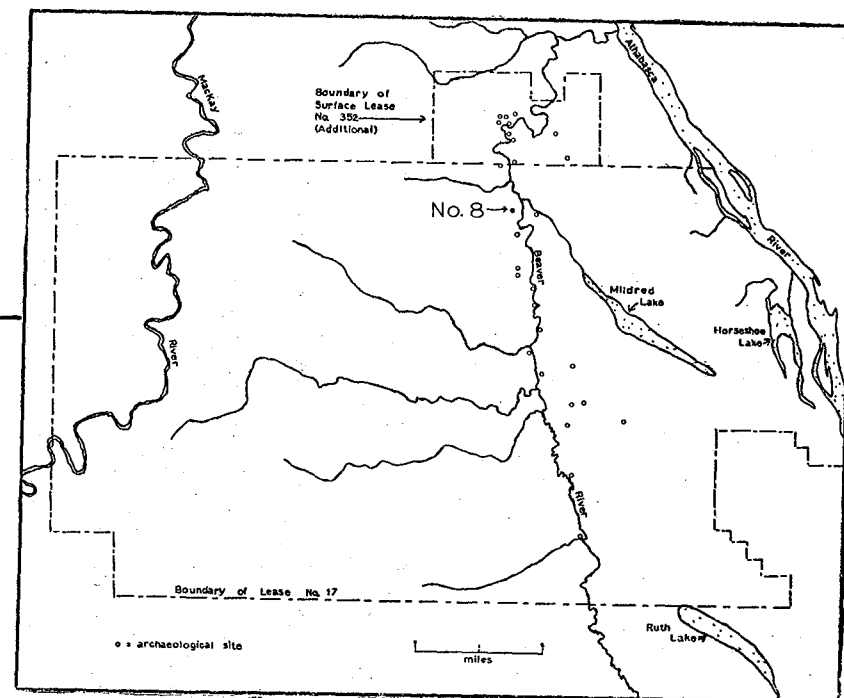 Mackay
River
Boundary of
Surface Lease
No. 352
(Additional)
Athabasca
River
No. 8
Beaver
River
Mildred
Lake
Horseshoe
Lake
Boundary of Lease No. 17
o = archaeological site
miles
Ruth
Lake